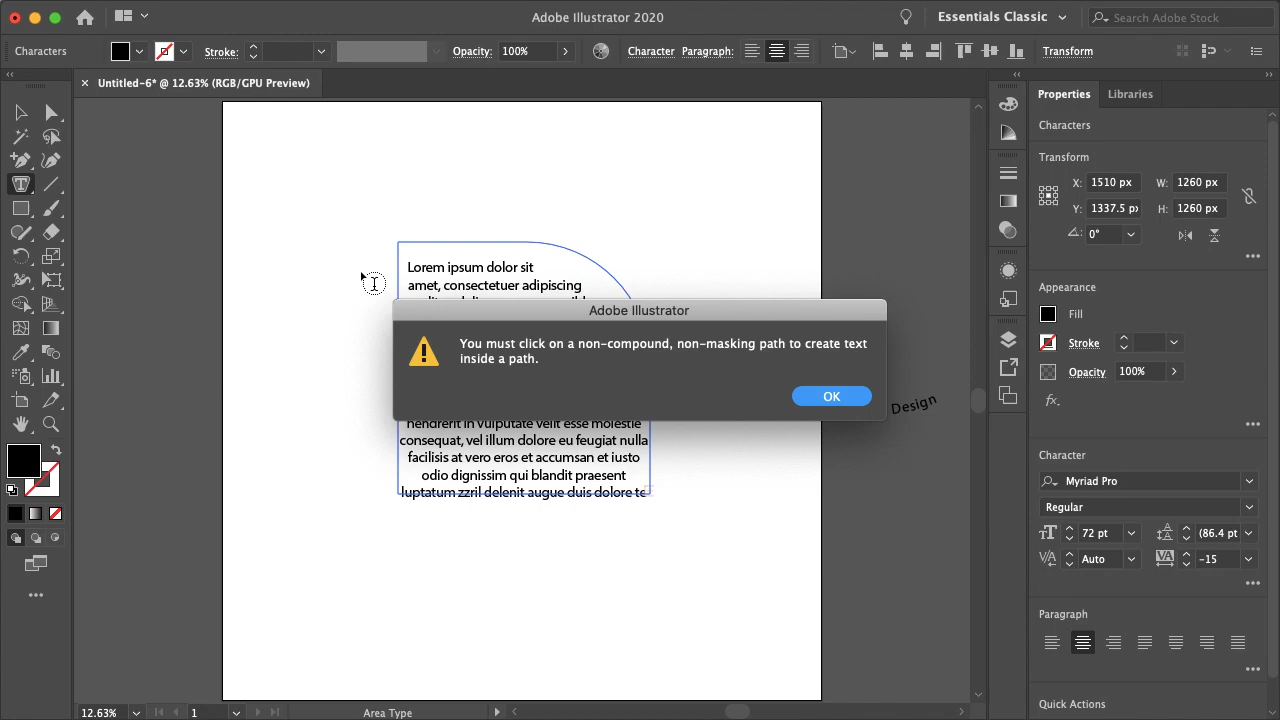 Adobe Illustrator 2020
Essentials Classic
Search Adobe Stock
Characters
Stroke:
Opacity:
100%
Character
Paragraph:
Transform
Untitled-6* @ 12.63% (RGB/GPU Preview)
Properties
Libraries
Characters
Transform
X:
1510 px
W:
1260 px
Y:
1337.5 px
H:
1260 px
0°
Appearance
Fill
Stroke
Opacity
100%
fx.
Character
Myriad Pro
Regular
72 pt
(86.4 pt
Auto
-15
Paragraph
Quick Actions
Lorem ipsum dolor sit
amet, consectetuer adipiscing
Adobe Illustrator
You must click on a non-compound, non-masking path to create text
inside a path.
OK
Design
hendrerit in vulputate velit esse molestie
consequat, vel illum dolore eu feugiat nulla
facilisis at vero eros et accumsan et iusto
odio dignissim qui blandit praesent
luptatum zzril delenit augue duis dolore te
12.63%
1
Area Type